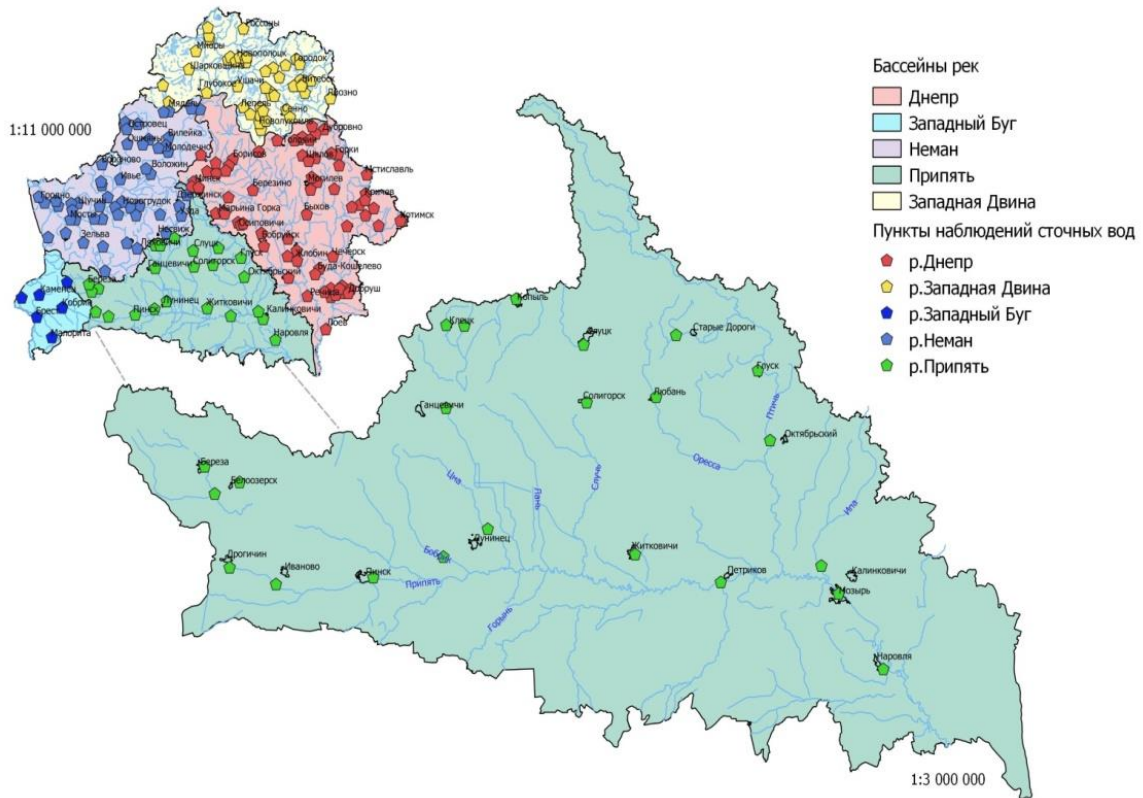 1:11 000 000
Россоны
Миоры
Новополоцк
Городок
Шарковщина
Витебск
Глубокое
Ушачи
Лиозно
Лепель
Сенно
Новолукомль
Мядель
Островец
Вилейка
Ошмяны
Молодечно
Воложин
Ивье
Гродно
Щучин
Новогрудок
Мосты
Зельва
Несвиж
Дубровно
Толочин
Горки
Шклов
Борисов
Мстиславль
Минск
Могилев
Березино
Дзержинск
Марьина Горка
Быхов
Хотимск
Осиповичи
Бобруйск
Жлобин
Чечерск
Буда-Кошелево
Добруш
Речица
Лоев
Ляховичи
Слуцк
Глуск
Ганцевичи
Солигорск
Октябрьский
Береза
Каменец
Кобрин
Брест
Малорита
Пинск
Лунинец
Житковичи
Калинковичи
Наровля
Бассейны рек
Днепр
Западный Буг
Неман
Припять
Западная Двина
Пункты наблюдений сточных вод
р.Днепр
р.Западная Двина
р.Западный Буг
р.Неман
р.Припять
Копыль
Клецк
Слуцк
Старые Дороги
Глуск
Ганцевичи
Солигорск
Любань
Птичь
Октябрьский
Оресса
Береза
Белоозерск
Цна
Лань
Случь
Ипа
Лунинец
Бобрик
Житковичи
Дрогичин
Иваново
Пинск
Припять
Петриков
Калинковичи
Мозырь
Горынь
Наровля
1:3 000 000